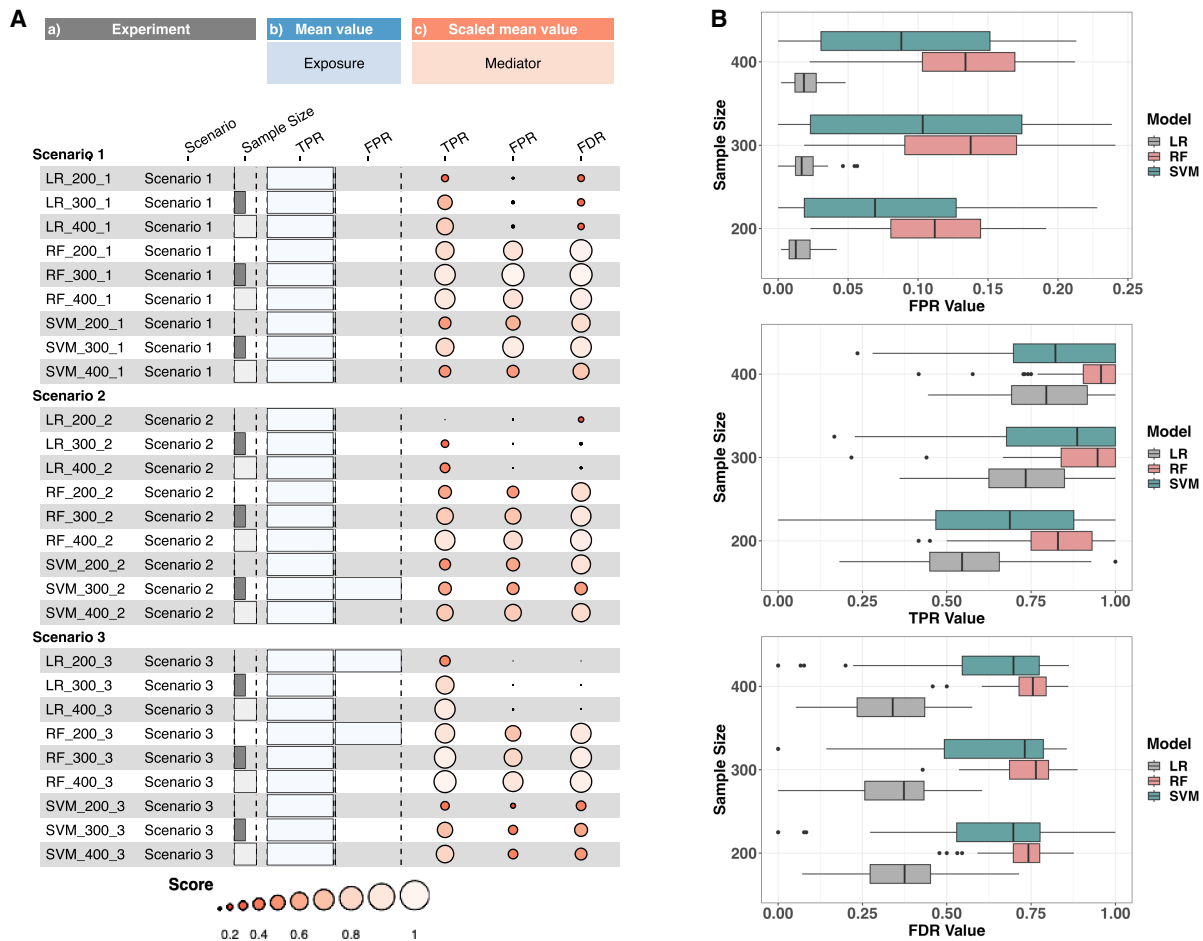 A
a) Experiment
b) Mean value
c) Scaled mean value
Exposure
Mediator
Scenario
Sample Size
TPR
FPR
TPR
FPR
FDR
Scenario 1
LR_200_1 Scenario 1
LR_300_1 Scenario 1
LR_400_1 Scenario 1
RF_200_1 Scenario 1
RF_300_1 Scenario 1
RF_400_1 Scenario 1
SVM_200_1 Scenario 1
SVM_300_1 Scenario 1
SVM_400_1 Scenario 1
Scenario 2
LR_200_2 Scenario 2
LR_300_2 Scenario 2
LR_400_2 Scenario 2
RF_200_2 Scenario 2
RF_300_2 Scenario 2
RF_400_2 Scenario 2
SVM_200_2 Scenario 2
SVM_300_2 Scenario 2
SVM_400_2 Scenario 2
Scenario 3
LR_200_3 Scenario 3
LR_300_3 Scenario 3
LR_400_3 Scenario 3
RF_200_3 Scenario 3
RF_300_3 Scenario 3
RF_400_3 Scenario 3
SVM_200_3 Scenario 3
SVM_300_3 Scenario 3
SVM_400_3 Scenario 3
Score
0.2 0.4 0.6 0.8 1
B
Sample Size
400
300
200
0.00 0.05 0.10 0.15 0.20 0.25
FPR Value
Model
LR
RF
SVM
Sample Size
400
300
200
0.00 0.25 0.50 0.75 1.00
TPR Value
Model
LR
RF
SVM
Sample Size
400
300
200
0.00 0.25 0.50 0.75 1.00
FDR Value
Model
LR
RF
SVM